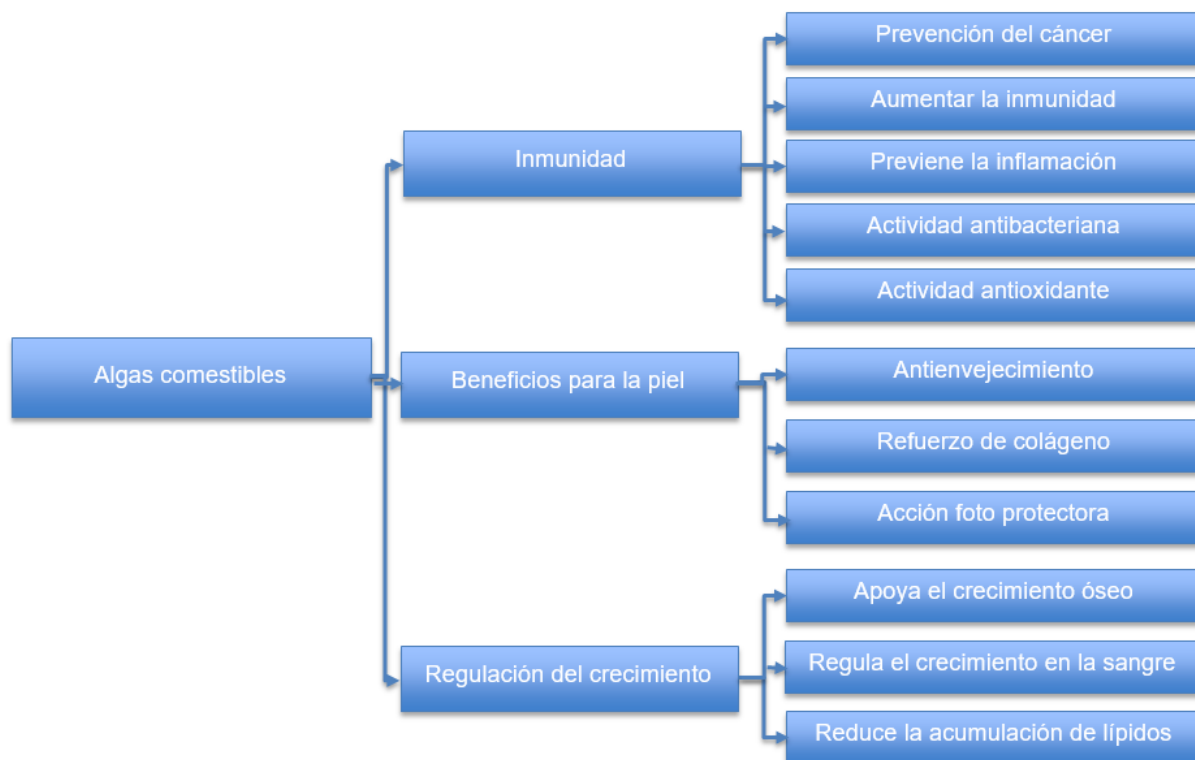 Algas comestibles
Inmunidad
Prevención del cáncer
Aumentar la inmunidad
Previene la inflamación
Actividad antibacteriana
Actividad antioxidante
Beneficios para la piel
Antienvejecimiento
Refuerzo de colágeno
Acción foto protectora
Regulación del crecimiento
Apoya el crecimiento óseo
Regula el crecimiento en la sangre
Reduce la acumulación de lípidos